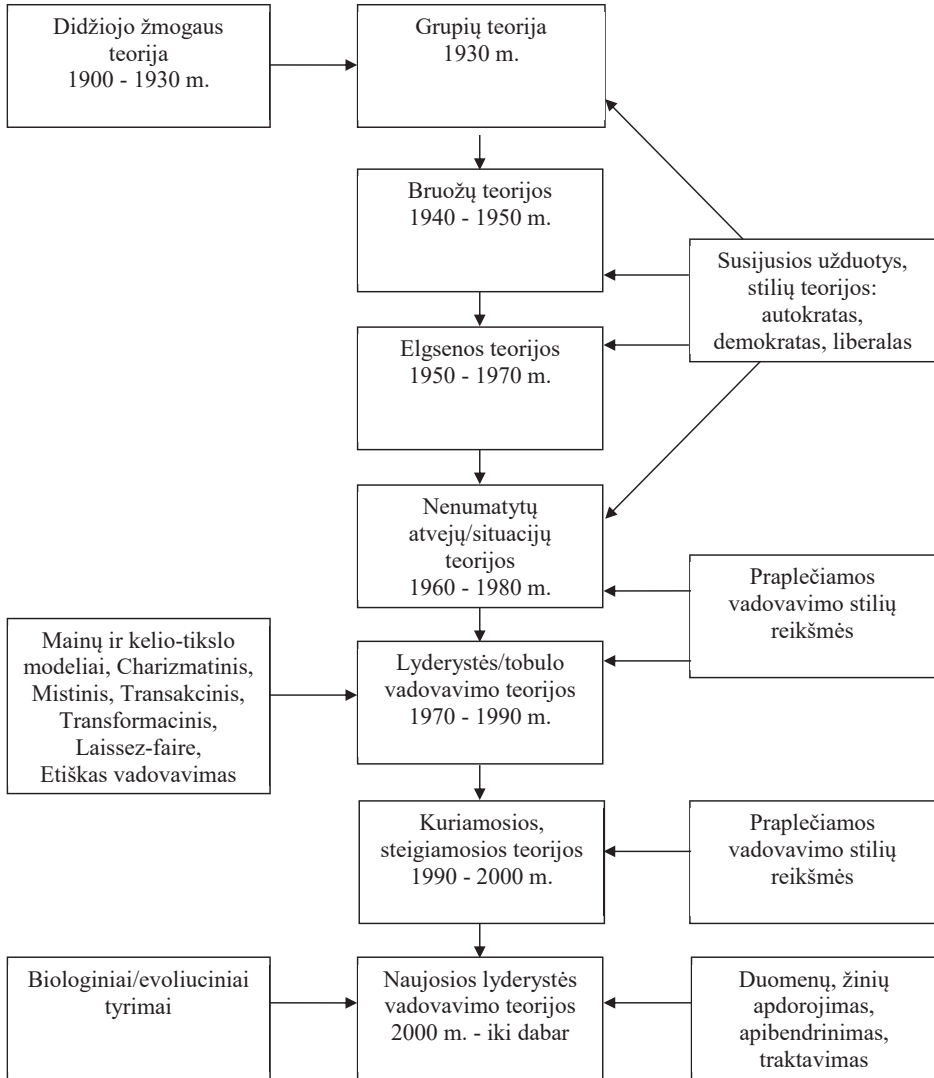 Didžiojo žmogaus
teorija
1900 - 1930 m.
Grupių teorija
1930 m.
Bruožų teorijos
1940 - 1950 m.
Susijusios užduotys,
stilių teorijos:
autokratas,
demokratas, liberalas
Elgsenos teorijos
1950 - 1970 m.
Nenumatytų
atvejų/situacijų
teorijos
1960 - 1980 m.
Praplečiamos
vadovavimo stilių
reikšmės
Mainų ir kelio-tikslo
modeliai, Charizmatinis,
Mistinis, Transakcinis,
Transformacinis,
Laissez-faire,
Etiškas vadovavimas
Lyderystės/tobulo
vadovavimo teorijos
1970 - 1990 m.
Kuriamosios,
steigiamosios teorijos
1990 - 2000 m.
Praplečiamos
vadovavimo stilių
reikšmės
Biologiniai/evoliuciniai
tyrimai
Naujosios lyderystės
vadovavimo teorijos
2000 m. - iki dabar
Duomenų, žinių
apdorojimas,
apibendrinimas,
traktavimas